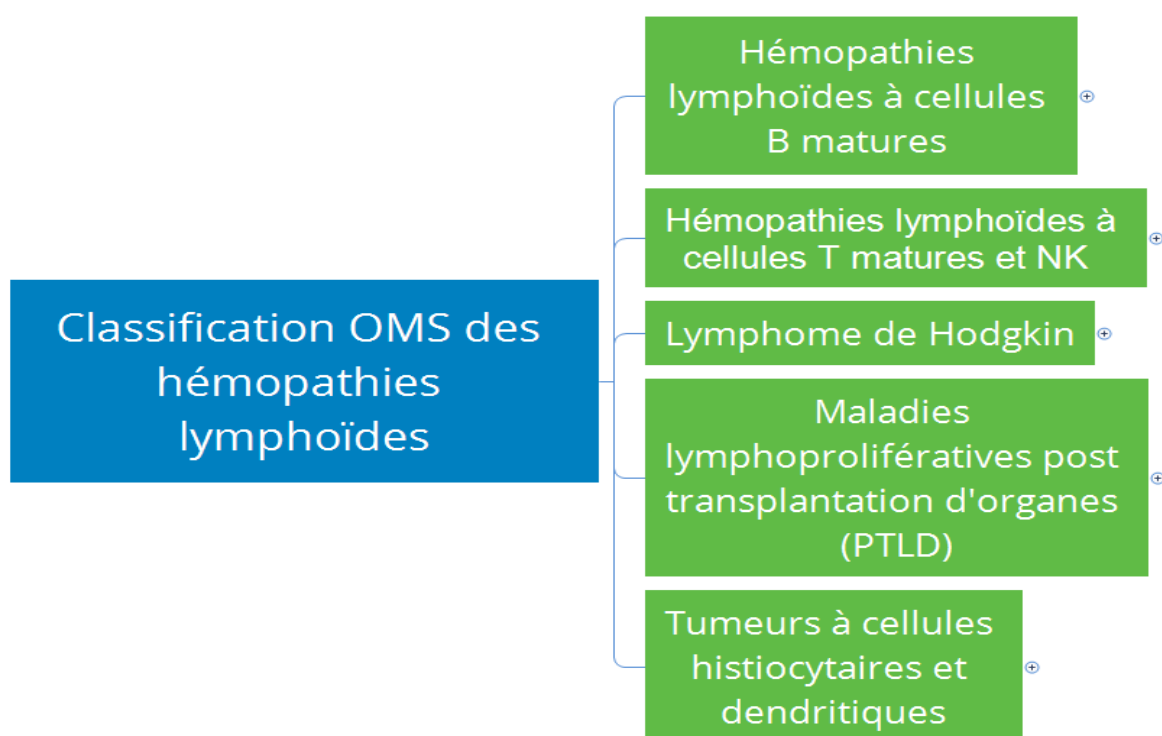 Classification OMS des
hémopathies
lymphoïdes
Hémopathies
lymphoïdes à cellules
B matures
Hémopathies lymphoïdes à
cellules T matures et NK
Lymphome de Hodgkin
Maladies
lymphoprolifératives post
transplantation d'organes
(PTLD)
Tumeurs à cellules
histiocytaires et
dendritiques